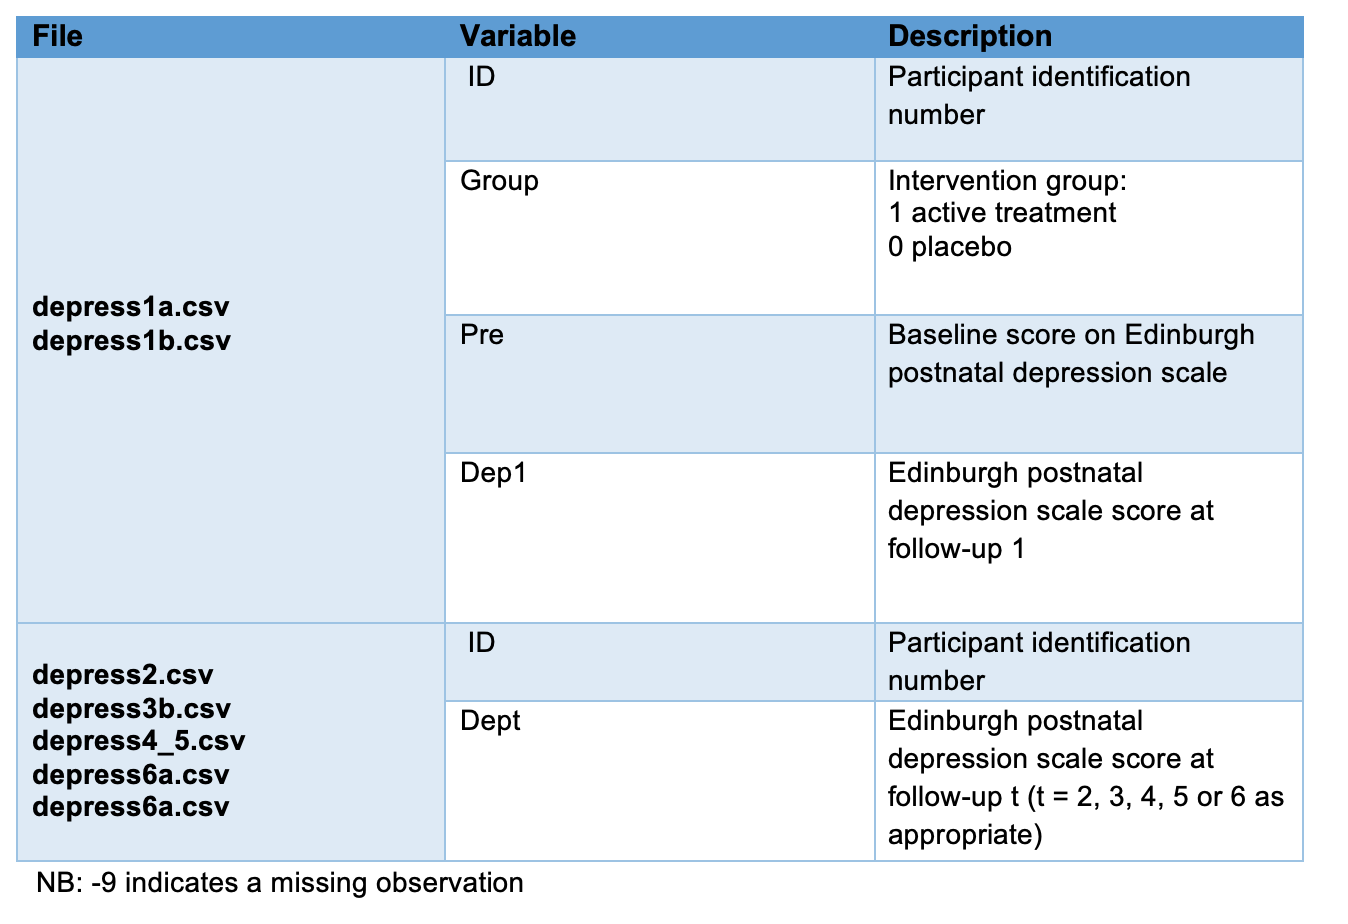 File Variable Description
depress1a.csv
depress1b.csv
ID
Participant identification
number
Group
Intervention group:
1 active treatment
0 placebo
Pre
Baseline score on Edinburgh
postnatal depression scale
Dep1
Edinburgh postnatal
depression scale score at
follow-up 1
depress2.csv
depress3b.csv
depress4_5.csv
depress6a.csv
depress6a.csv
ID
Participant identification
number
Dept
Edinburgh postnatal
depression scale score at
follow-up t (t = 2, 3, 4, 5 or 6 as
appropriate)
NB: -9 indicates a missing observation